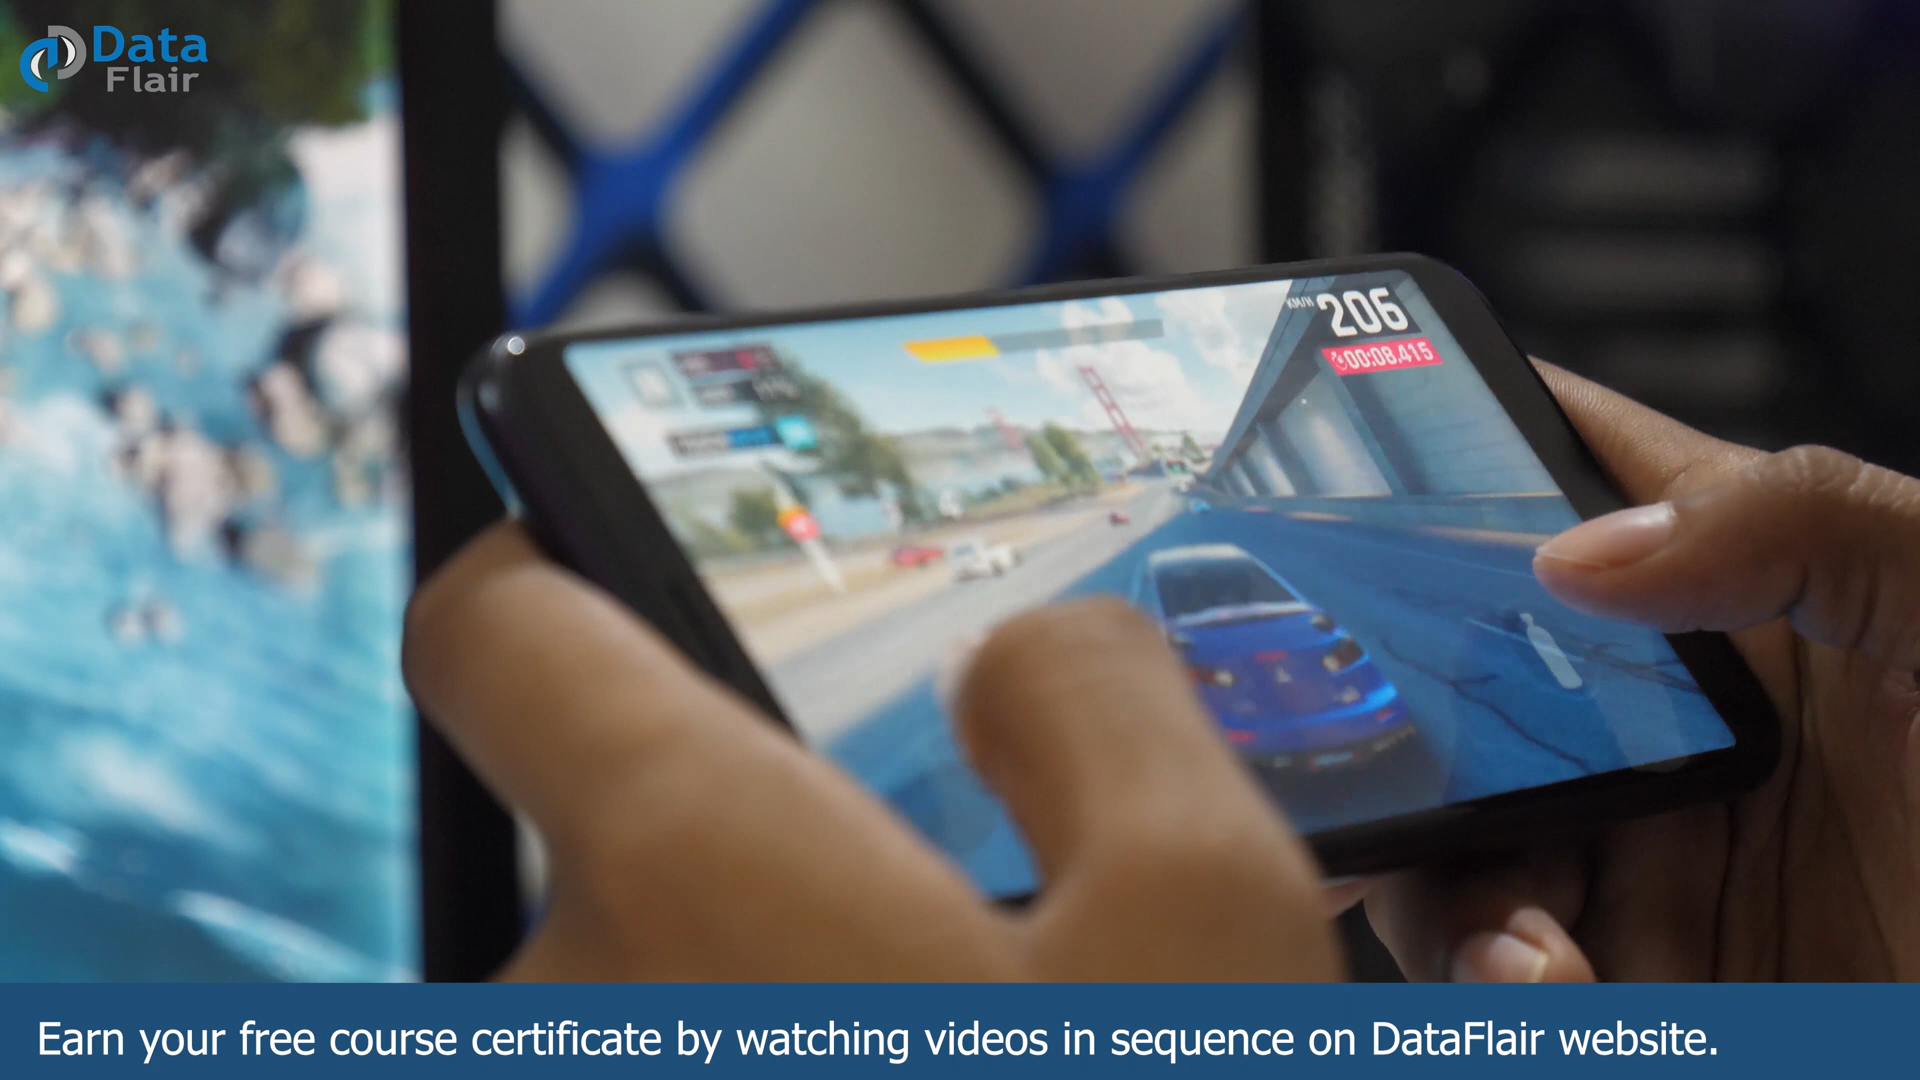 Data
Flair
KM/H 206
00:08.415
Earn your free course certificate by watching videos in sequence on DataFlair website.